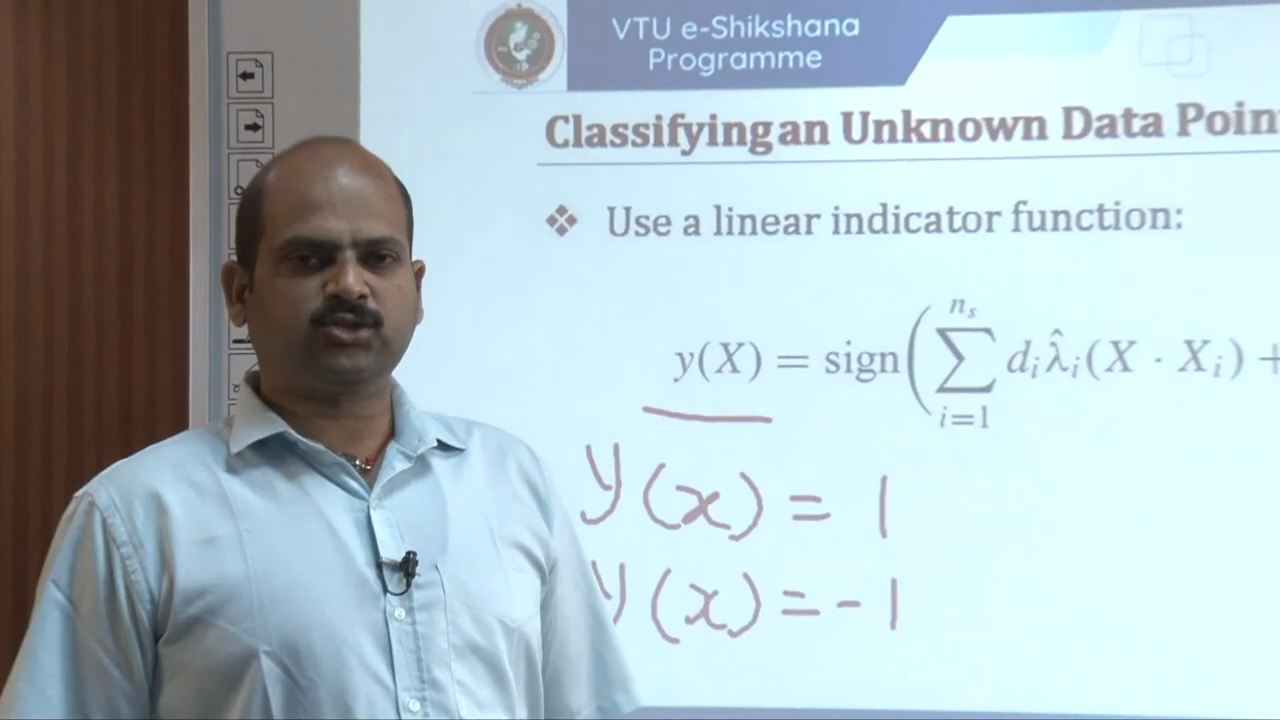 VTU e-Shikshana
Programme
Classifying an Unknown Data Poin
❖ Use a linear indicator function:
y(X) = sign(∑_{i=1}^{n_s} d_i λ̂_i (X · X_i) +
y(x) = 1
y(x) = -1